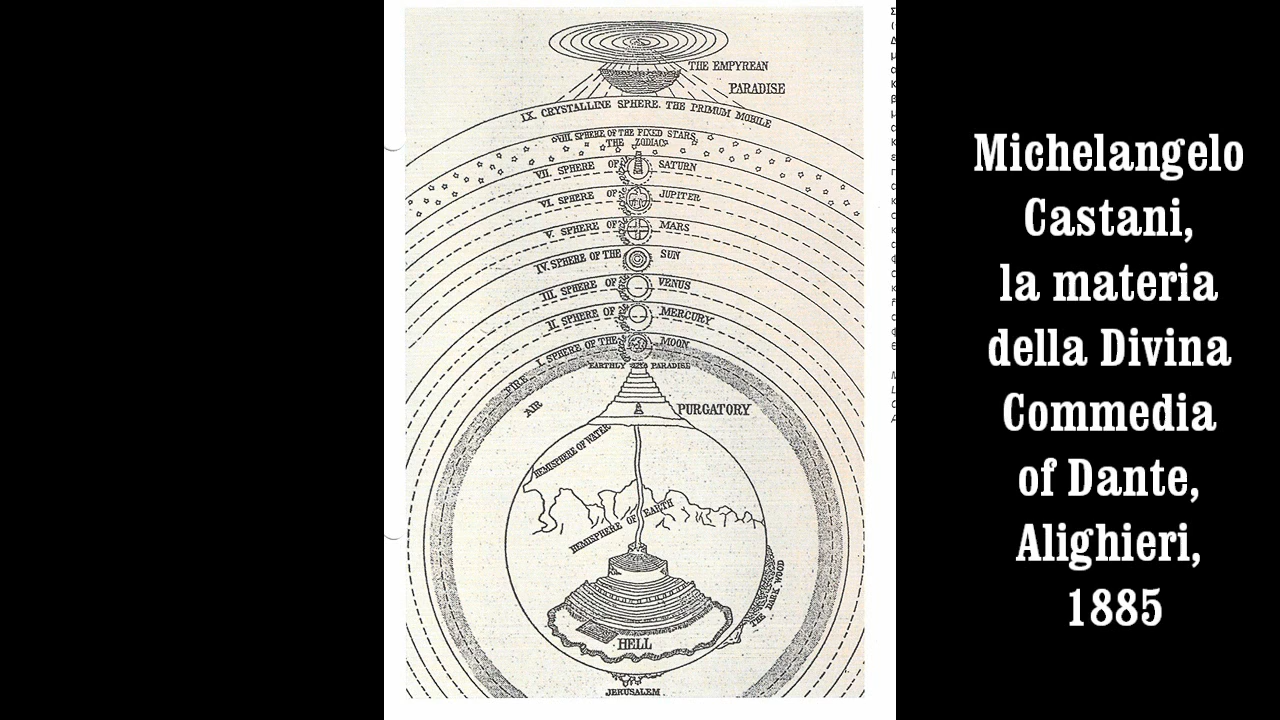 THE EMPYREAN
PARADISE
IX. CRYSTALLINE SPHERE. THE PRIMUM MOBILE
VIII. SPHERE OF THE FIXED STARS.
THE ZODIAC
VII. SPHERE OF SATURN
VI. SPHERE OF JUPITER
V. SPHERE OF MARS
IV. SPHERE OF THE SUN
III. SPHERE OF VENUS
II. SPHERE OF MERCURY
I. SPHERE OF THE MOON
EARTHLY PARADISE
FIRE
AIR
PURGATORY
HEMISPHERE OF WATER
HEMISPHERE OF EARTH
THE DARK WOOD
HELL
JERUSALEM
Michelangelo
Castani,
la materia
della Divina
Commedia
of Dante,
Alighieri,
1885